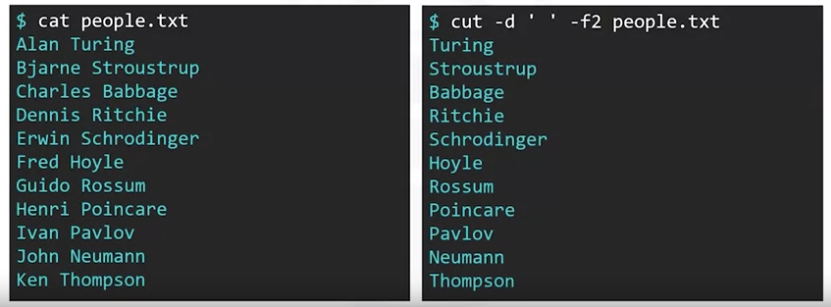 $ cat people.txt
Alan Turing
Bjarne Stroustrup
Charles Babbage
Dennis Ritchie
Erwin Schrodinger
Fred Hoyle
Guido Rossum
Henri Poincare
Ivan Pavlov
John Neumann
Ken Thompson
$ cut -d ' ' -f2 people.txt
Turing
Stroustrup
Babbage
Ritchie
Schrodinger
Hoyle
Rossum
Poincare
Pavlov
Neumann
Thompson